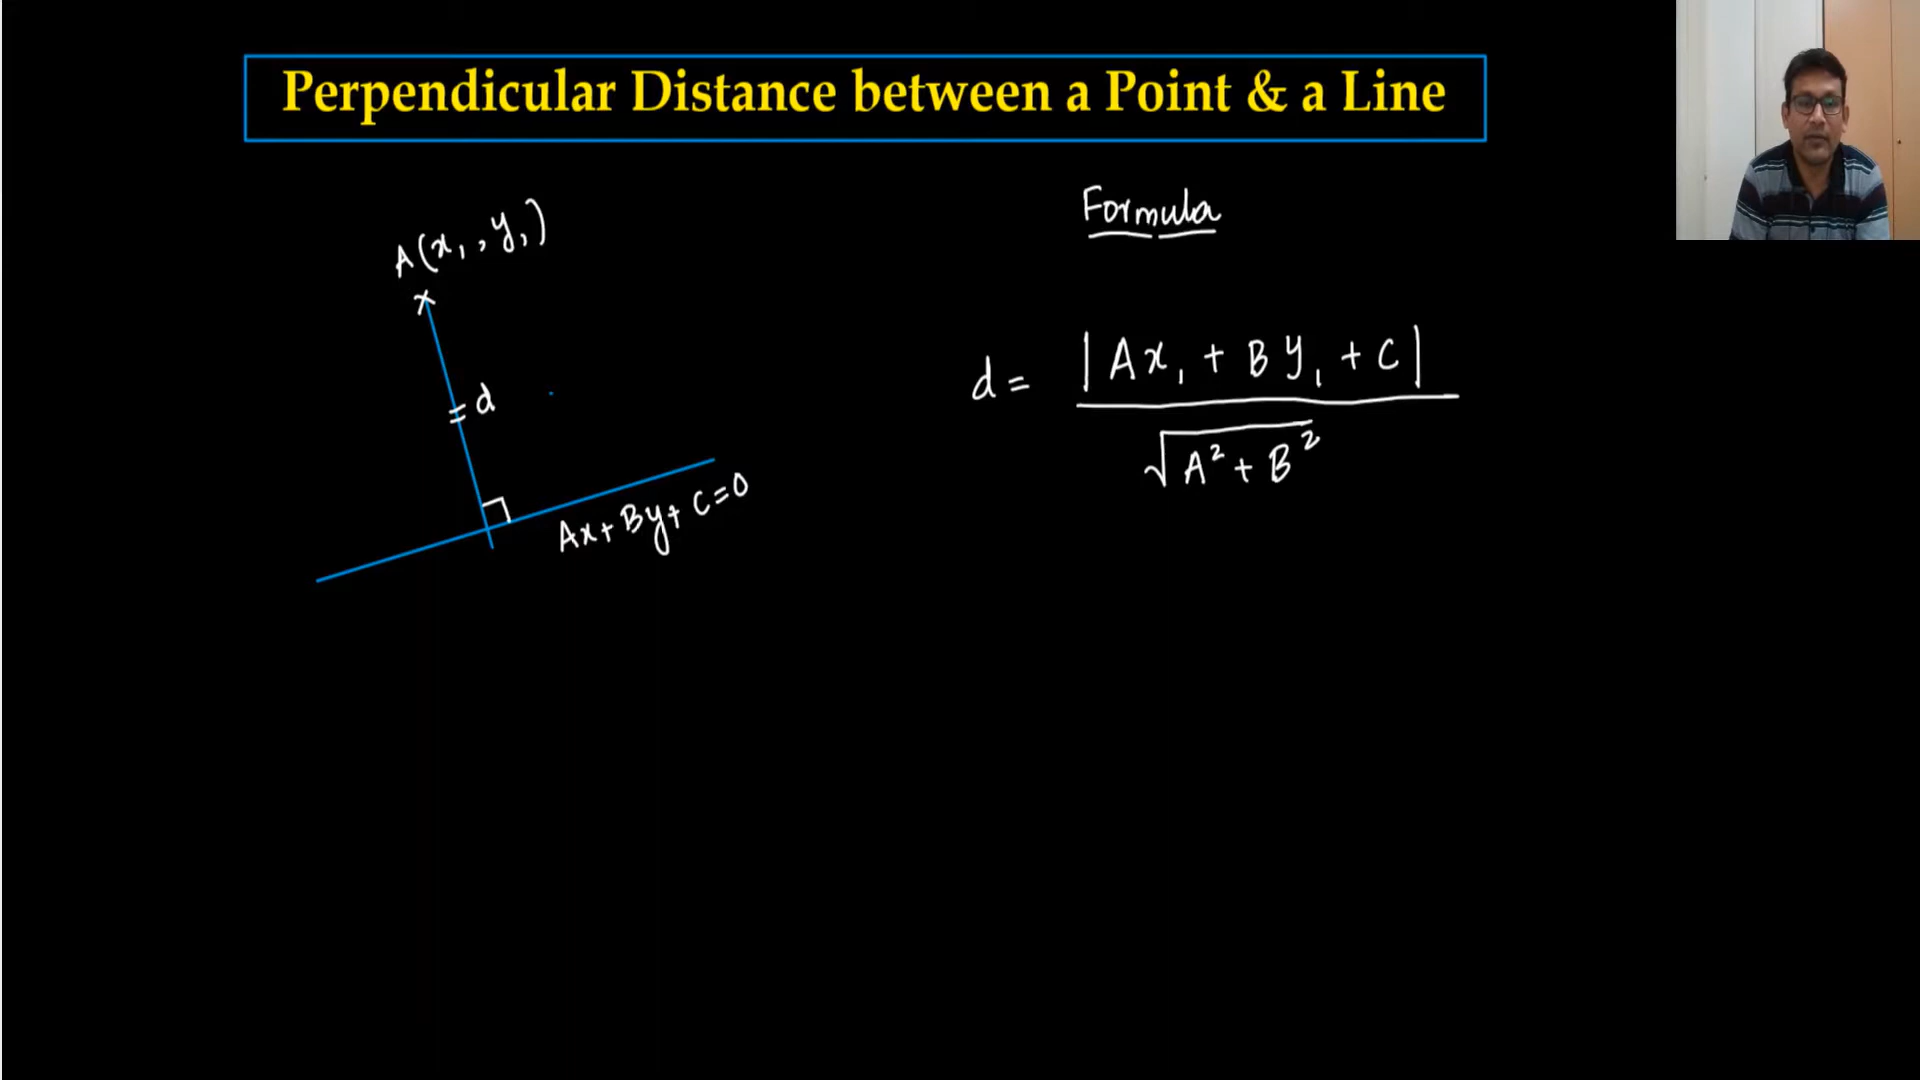 Perpendicular Distance between a Point & a Line
A(x₁, y₁)
x
= d
Ax + By + C = 0
Formula
d = |Ax₁ + By₁ + C|
√A² + B²